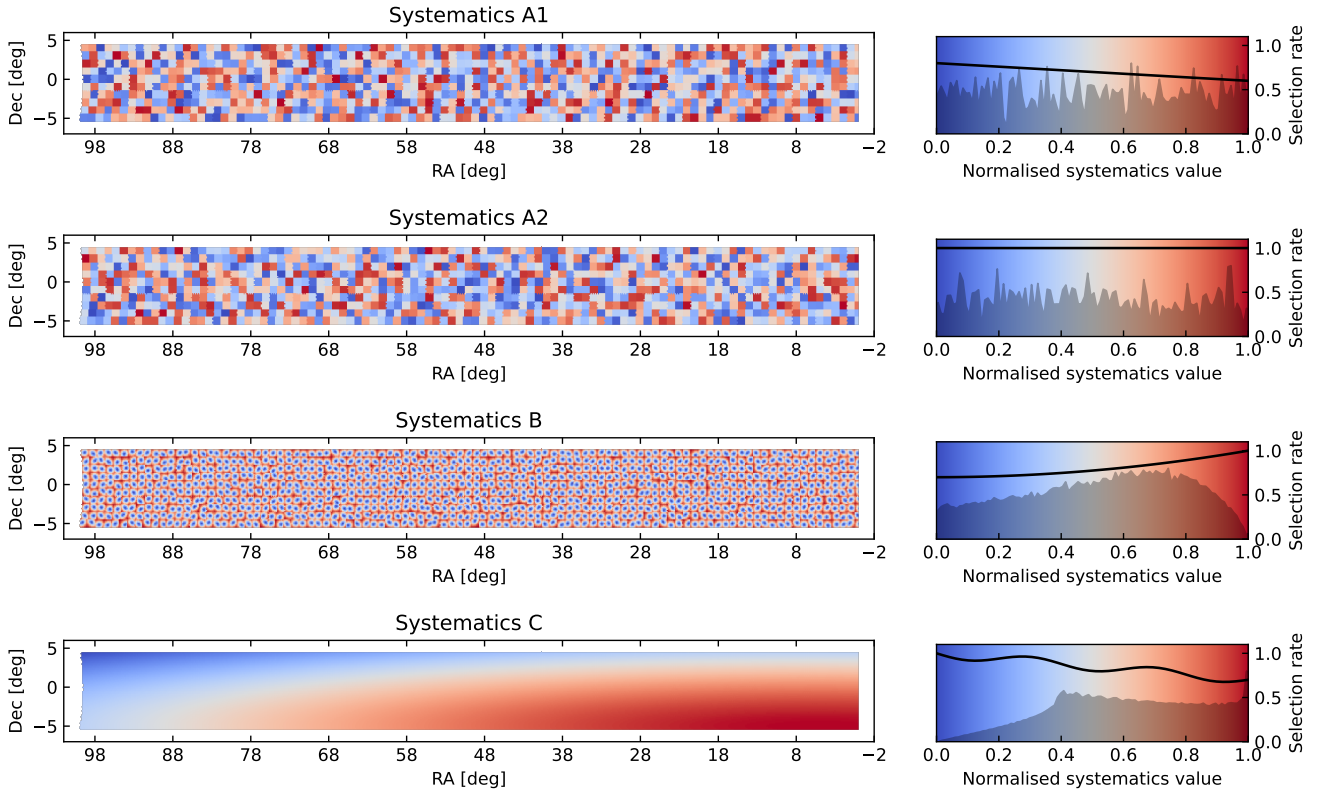 Systematics A1
5
0
−5
Dec [deg]
98 88 78 68 58 48 38 28 18 8 −2
RA [deg]
1.0
0.5
0.0
Selection rate
0.0 0.2 0.4 0.6 0.8 1.0
Normalised systematics value
Systematics A2
5
0
−5
Dec [deg]
98 88 78 68 58 48 38 28 18 8 −2
RA [deg]
1.0
0.5
0.0
Selection rate
0.0 0.2 0.4 0.6 0.8 1.0
Normalised systematics value
Systematics B
5
0
−5
Dec [deg]
98 88 78 68 58 48 38 28 18 8 −2
RA [deg]
1.0
0.5
0.0
Selection rate
0.0 0.2 0.4 0.6 0.8 1.0
Normalised systematics value
Systematics C
5
0
−5
Dec [deg]
98 88 78 68 58 48 38 28 18 8 −2
RA [deg]
1.0
0.5
0.0
Selection rate
0.0 0.2 0.4 0.6 0.8 1.0
Normalised systematics value